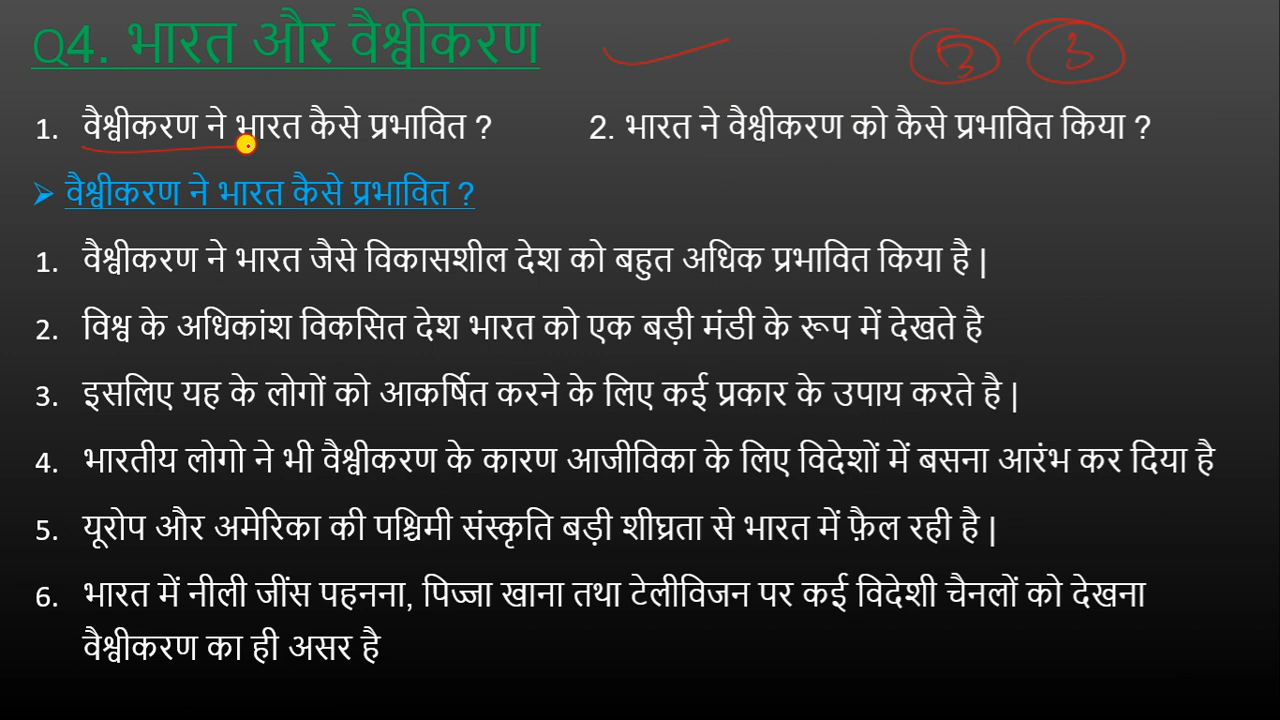 Q4. भारत और वैश्वीकरण
3 3
1. वैश्वीकरण ने भारत कैसे प्रभावित ? 2. भारत ने वैश्वीकरण को कैसे प्रभावित किया ?
➢ वैश्वीकरण ने भारत कैसे प्रभावित ?
1. वैश्वीकरण ने भारत जैसे विकासशील देश को बहुत अधिक प्रभावित किया है |
2. विश्व के अधिकांश विकसित देश भारत को एक बड़ी मंडी के रूप में देखते है
3. इसलिए यह के लोगों को आकर्षित करने के लिए कई प्रकार के उपाय करते है |
4. भारतीय लोगो ने भी वैश्वीकरण के कारण आजीविका के लिए विदेशों में बसना आरंभ कर दिया है
5. यूरोप और अमेरिका की पश्चिमी संस्कृति बड़ी शीघ्रता से भारत में फ़ैल रही है |
6. भारत में नीली जींस पहनना, पिज्जा खाना तथा टेलीविजन पर कई विदेशी चैनलों को देखना
वैश्वीकरण का ही असर है